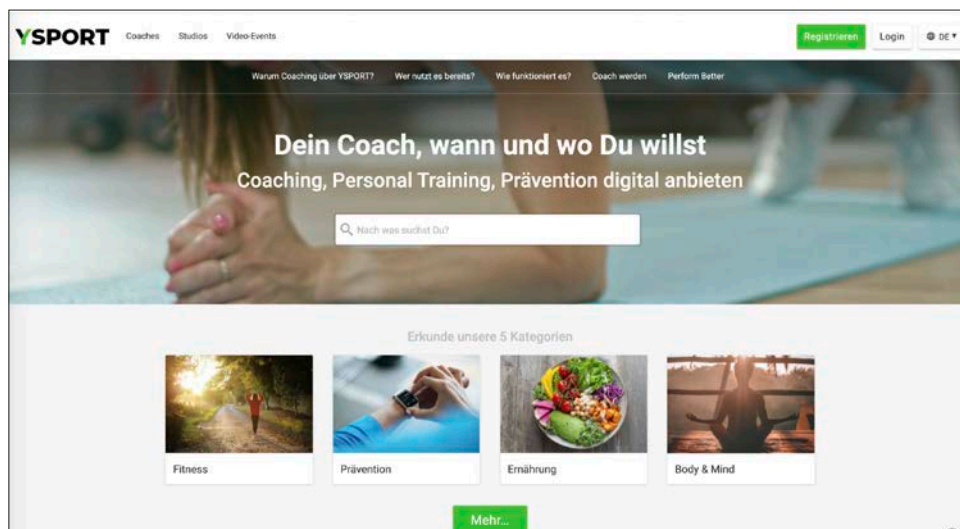 YSPORT Coaches Studios Video-Events Registrieren Login DE
Warum Coaching über YSPORT? Wer nutzt es bereits? Wie funktioniert es? Coach werden Perform Better
Dein Coach, wann und wo Du willst
Coaching, Personal Training, Prävention digital anbieten
Nach was suchst Du?
Erkunde unsere 5 Kategorien
Fitness Prävention Ernährung Body & Mind
Mehr...